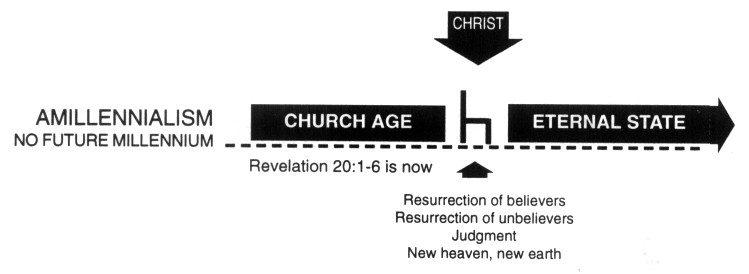 CHRIST
AMILLENNIALISM
NO FUTURE MILLENNIUM
CHURCH AGE
ETERNAL STATE
Revelation 20:1-6 is now
Resurrection of believers
Resurrection of unbelievers
Judgment
New heaven, new earth